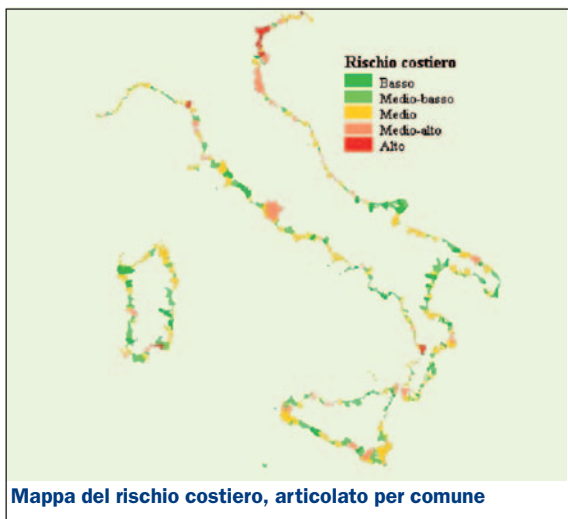 Rischio costiero
Basso
Medio-basso
Medio
Medio-alto
Alto
Mappa del rischio costiero, articolato per comune